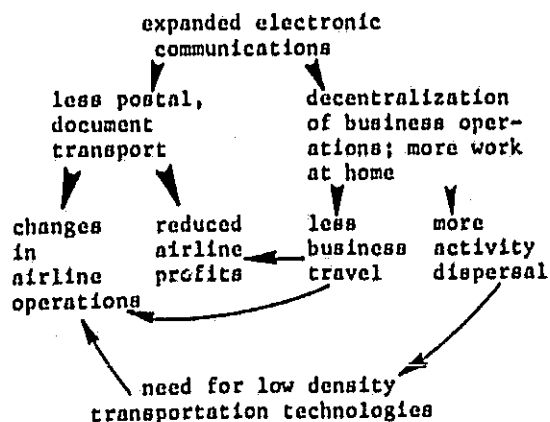 expanded electronic
communications
less postal,
document
transport
decentralization
of business oper-
ations; more work
at home
changes
in
airline
operations
reduced
airline
profits
less
business
travel
more
activity
dispersal
need for low density
transportation technologies